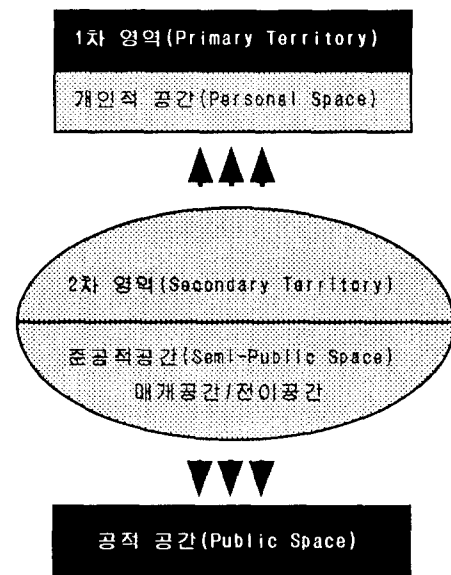 1차 영역(Primary Territory)
개인적 공간(Personal Space)
2차 영역(Secondary Territory)
준공적공간(Semi-Public Space)
매개공간/전이공간
공적 공간(Public Space)